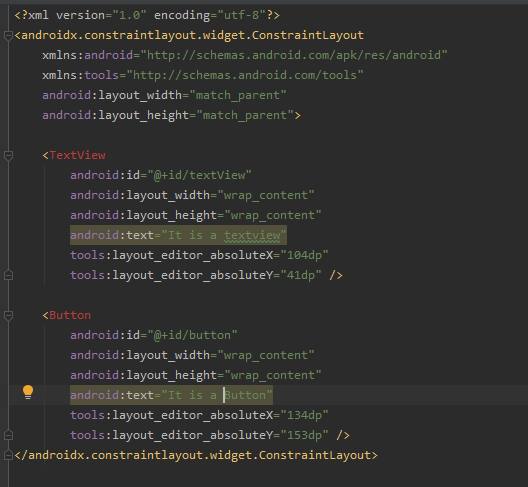 <?xml version="1.0" encoding="utf-8"?>
<androidx.constraintlayout.widget.ConstraintLayout
    xmlns:android="http://schemas.android.com/apk/res/android"
    xmlns:tools="http://schemas.android.com/tools"
    android:layout_width="match_parent"
    android:layout_height="match_parent">

    <TextView
        android:id="@+id/textView"
        android:layout_width="wrap_content"
        android:layout_height="wrap_content"
        android:text="It is a textview"
        tools:layout_editor_absoluteX="104dp"
        tools:layout_editor_absoluteY="41dp" />

    <Button
        android:id="@+id/button"
        android:layout_width="wrap_content"
        android:layout_height="wrap_content"
        android:text="It is a Button"
        tools:layout_editor_absoluteX="134dp"
        tools:layout_editor_absoluteY="153dp" />
</androidx.constraintlayout.widget.ConstraintLayout>